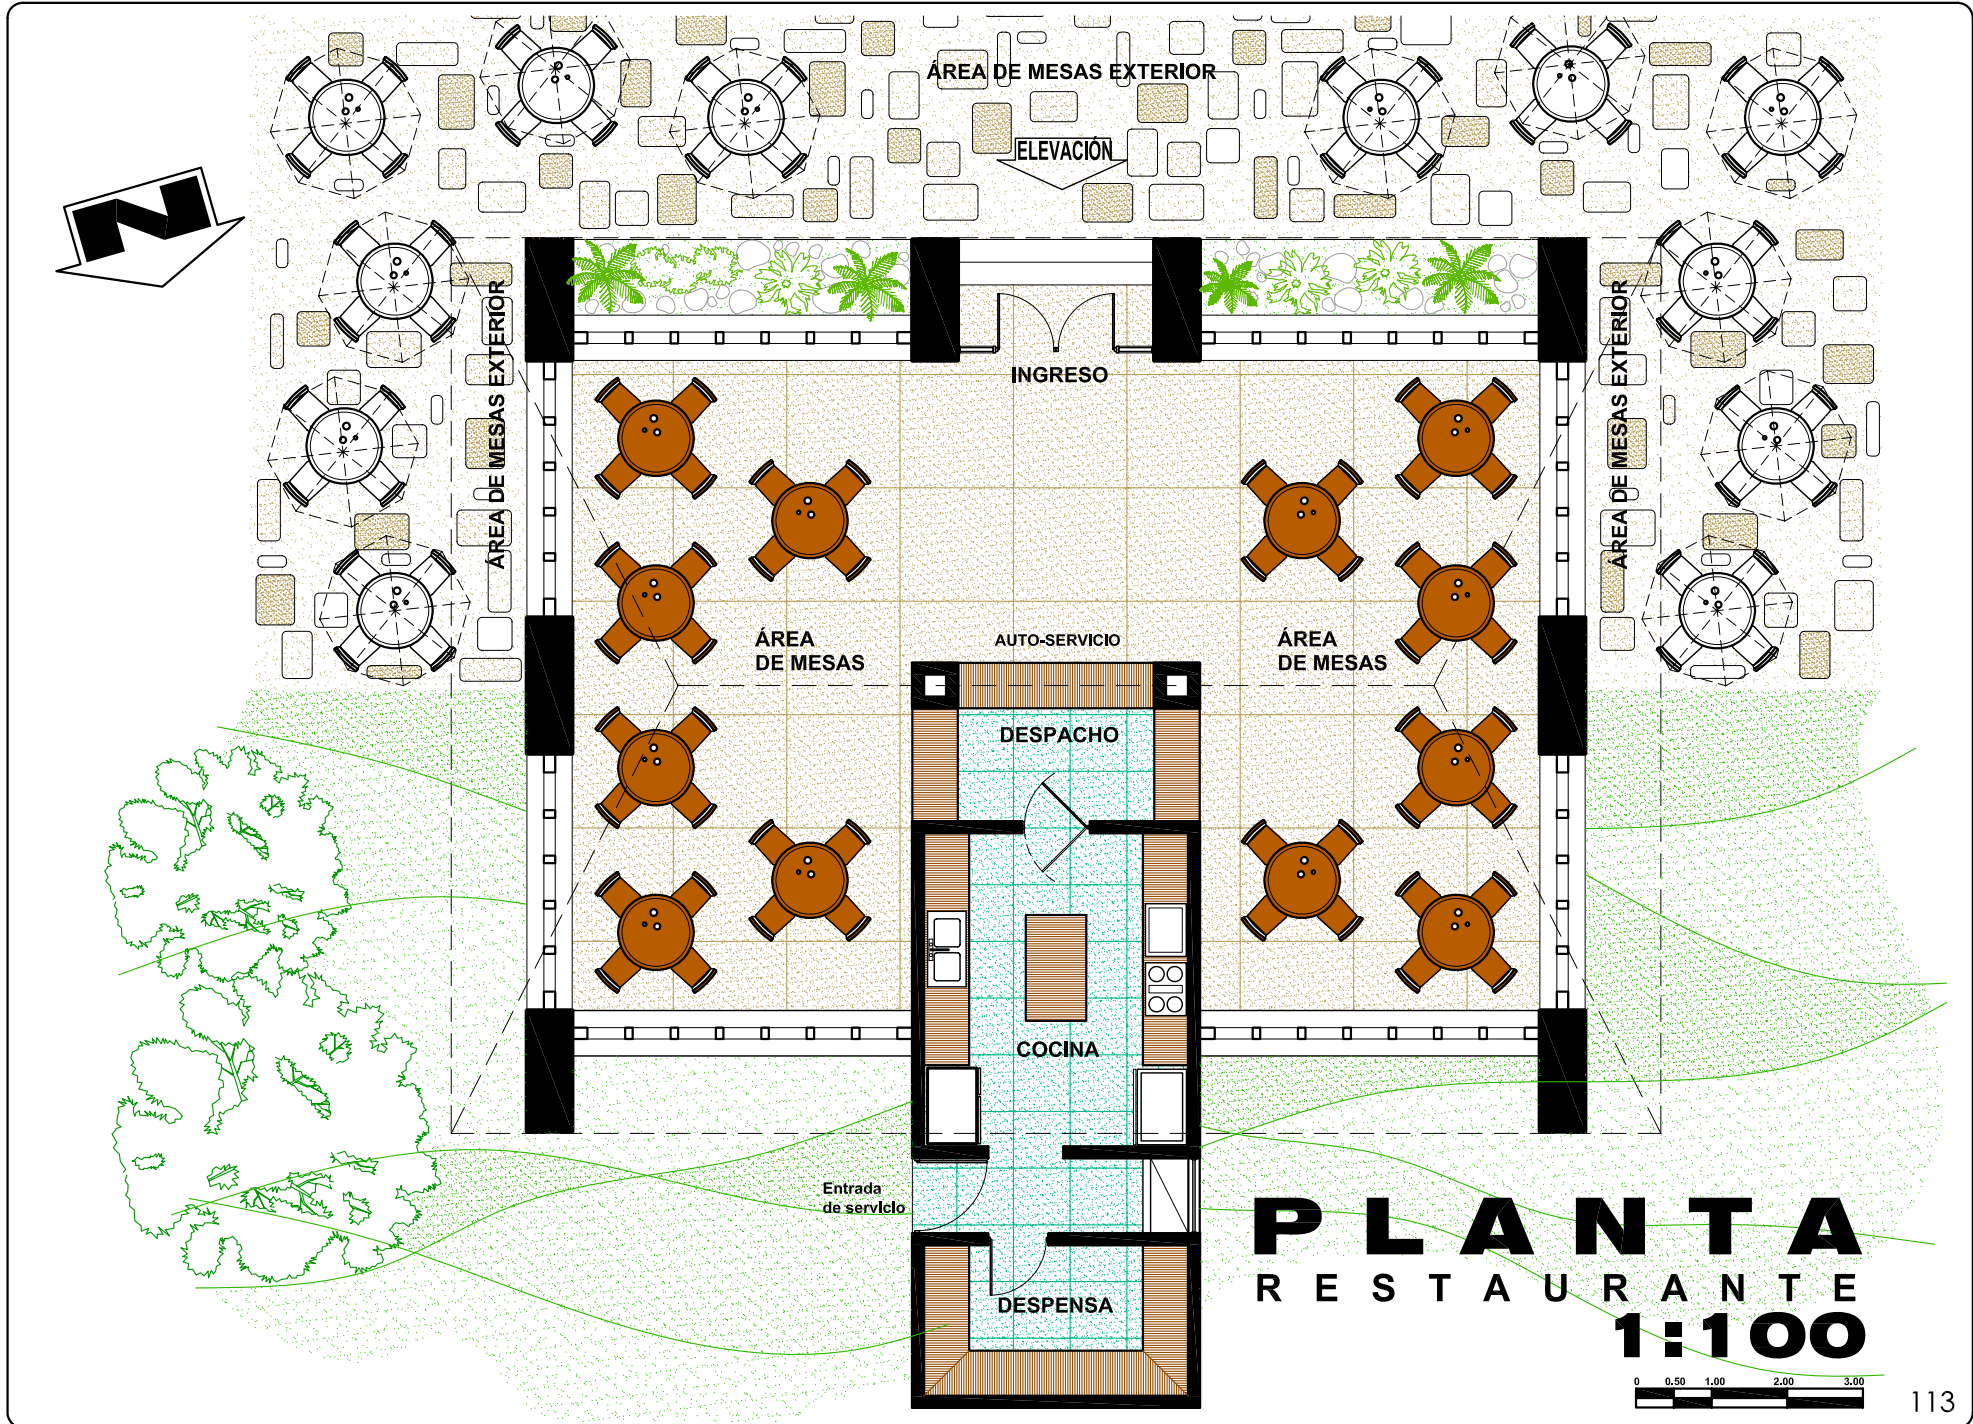 ÁREA DE MESAS EXTERIOR
ELEVACIÓN
N
ÁREA DE MESAS EXTERIOR
ÁREA DE MESAS EXTERIOR
INGRESO
ÁREA
DE MESAS
AUTO-SERVICIO
ÁREA
DE MESAS
DESPACHO
COCINA
Entrada
de servicio
DESPENSA
PLANTA
RESTAURANTE
1:100
0 0.50 1.00 2.00 3.00
113